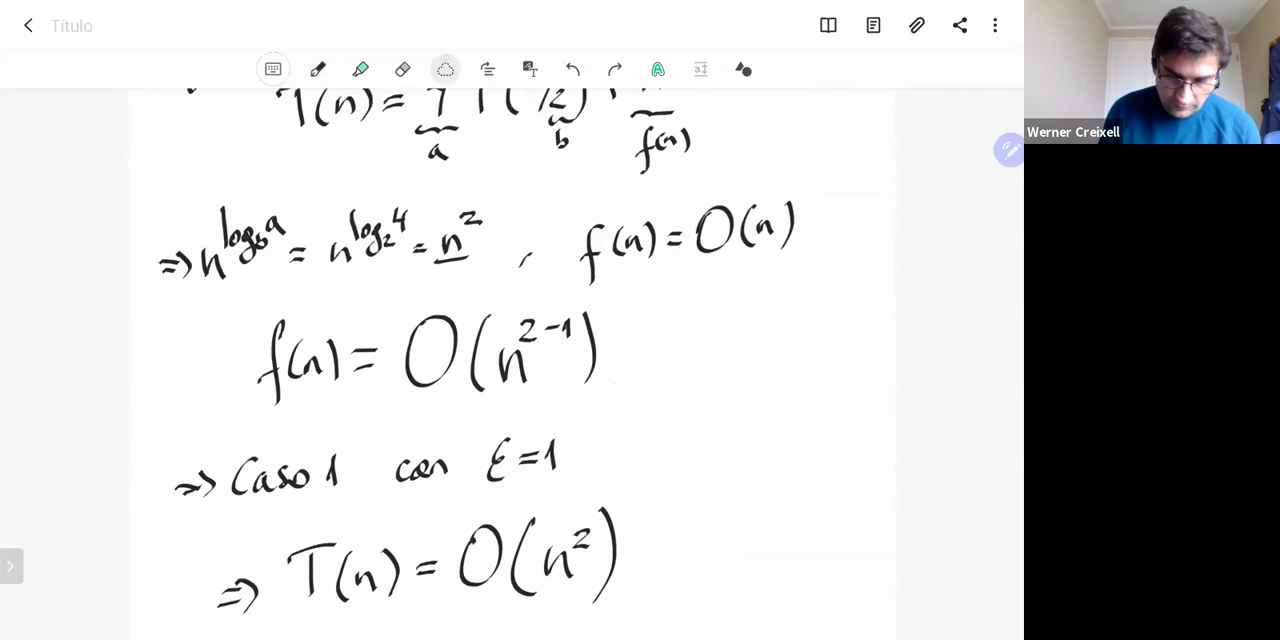 Título
Werner Creixell
T(n) = 4 T(n/2) + n
a b f(n)
⇒ n^{log_b a} = n^{log_2 4} = n^2 , f(n) = O(n)
f(n) = O(n^{2-1})
⇒ Caso 1 con ε = 1
⇒ T(n) = O(n^2)